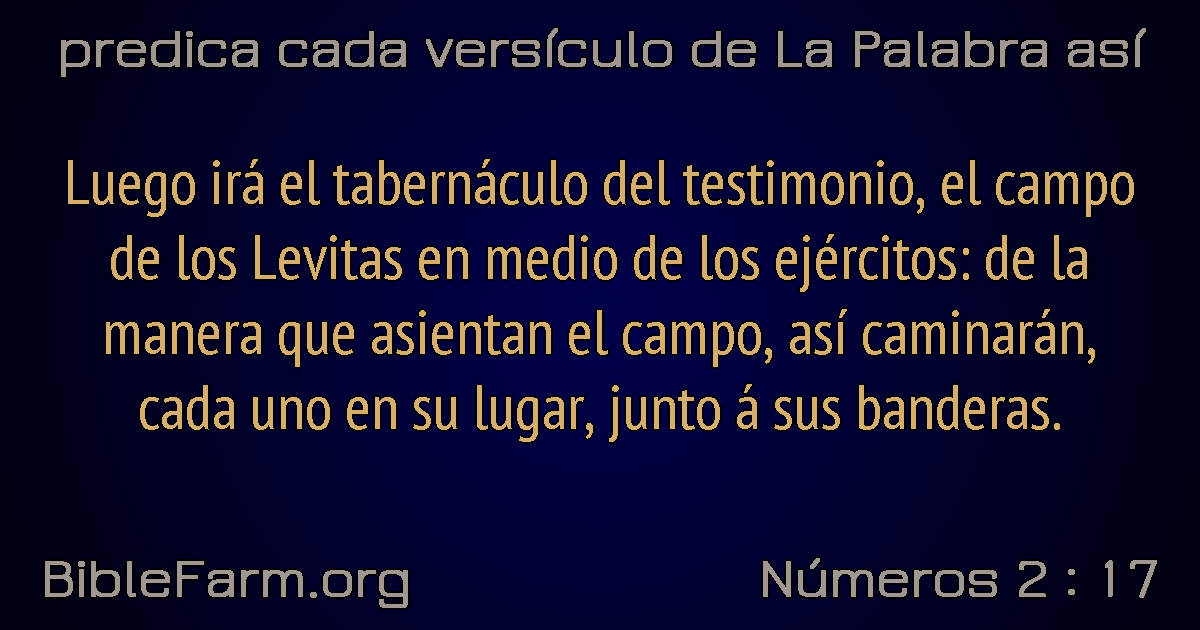 predica cada versículo de La Palabra así
Luego irá el tabernáculo del testimonio, el campo
de los Levitas en medio de los ejércitos: de la
manera que asientan el campo, así caminarán,
cada uno en su lugar, junto á sus banderas.
BibleFarm.org
Números 2 : 17